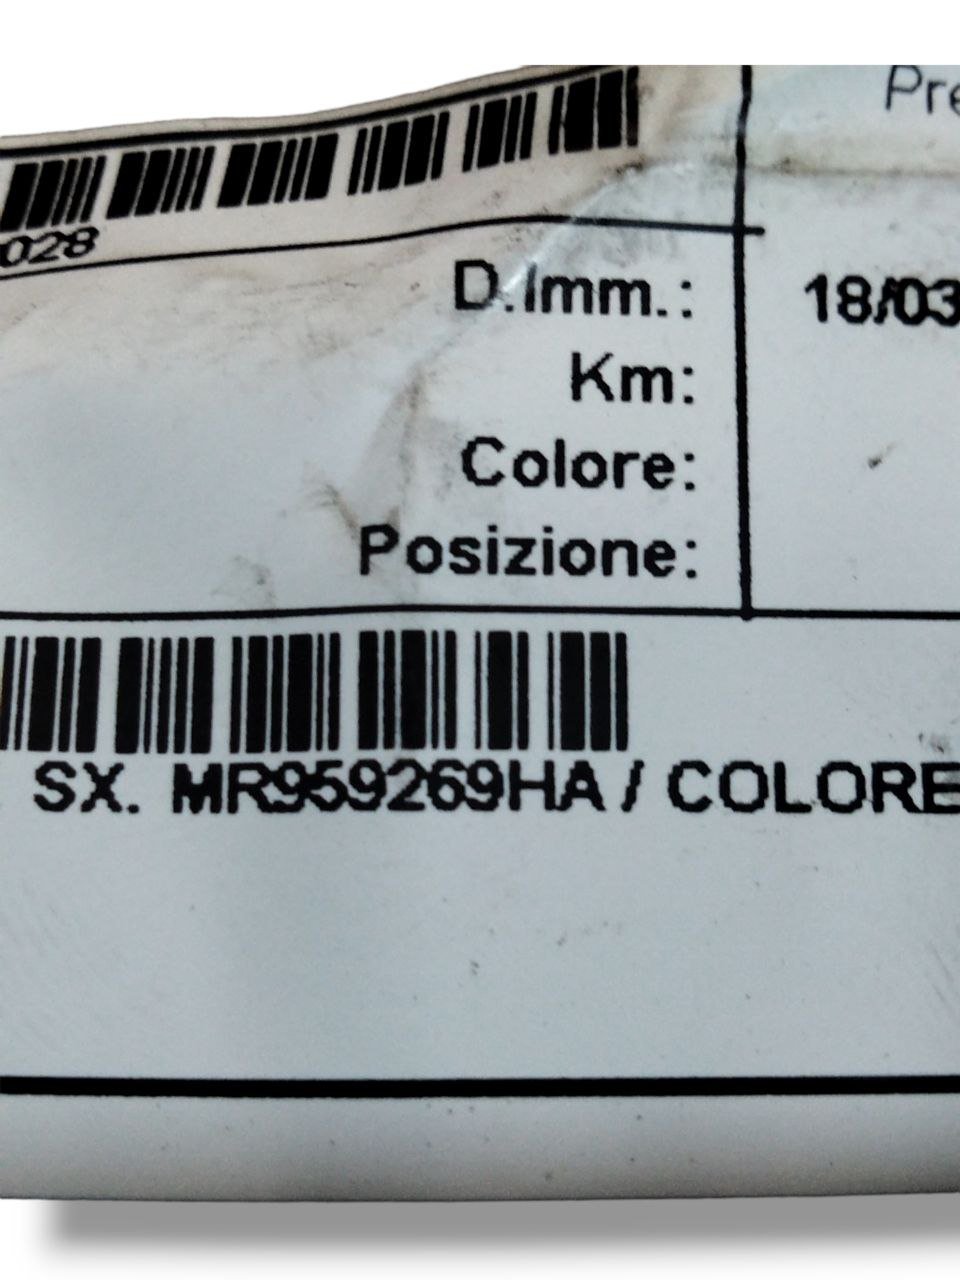 Pre
028
D.Imm.: 18/03
Km:
Colore:
Posizione:
SX. MR959269HA / COLORE